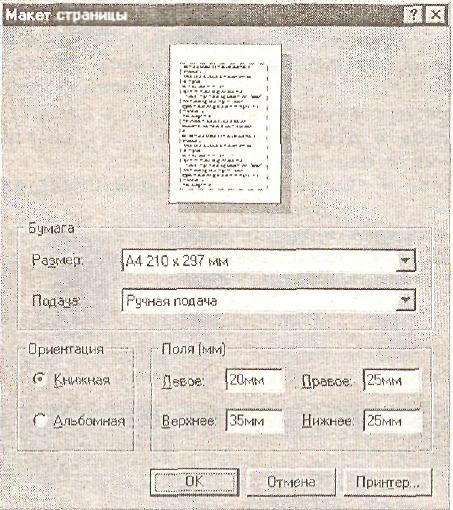 Макет страницы
Бумага
Размер: A4 210 x 297 мм
Подача: Ручная подача
Ориентация
Книжная
Альбомная
Поля (мм)
Левое: 20мм Правое: 25мм
Верхнее: 35мм Нижнее: 25мм
OK Отмена Принтер...